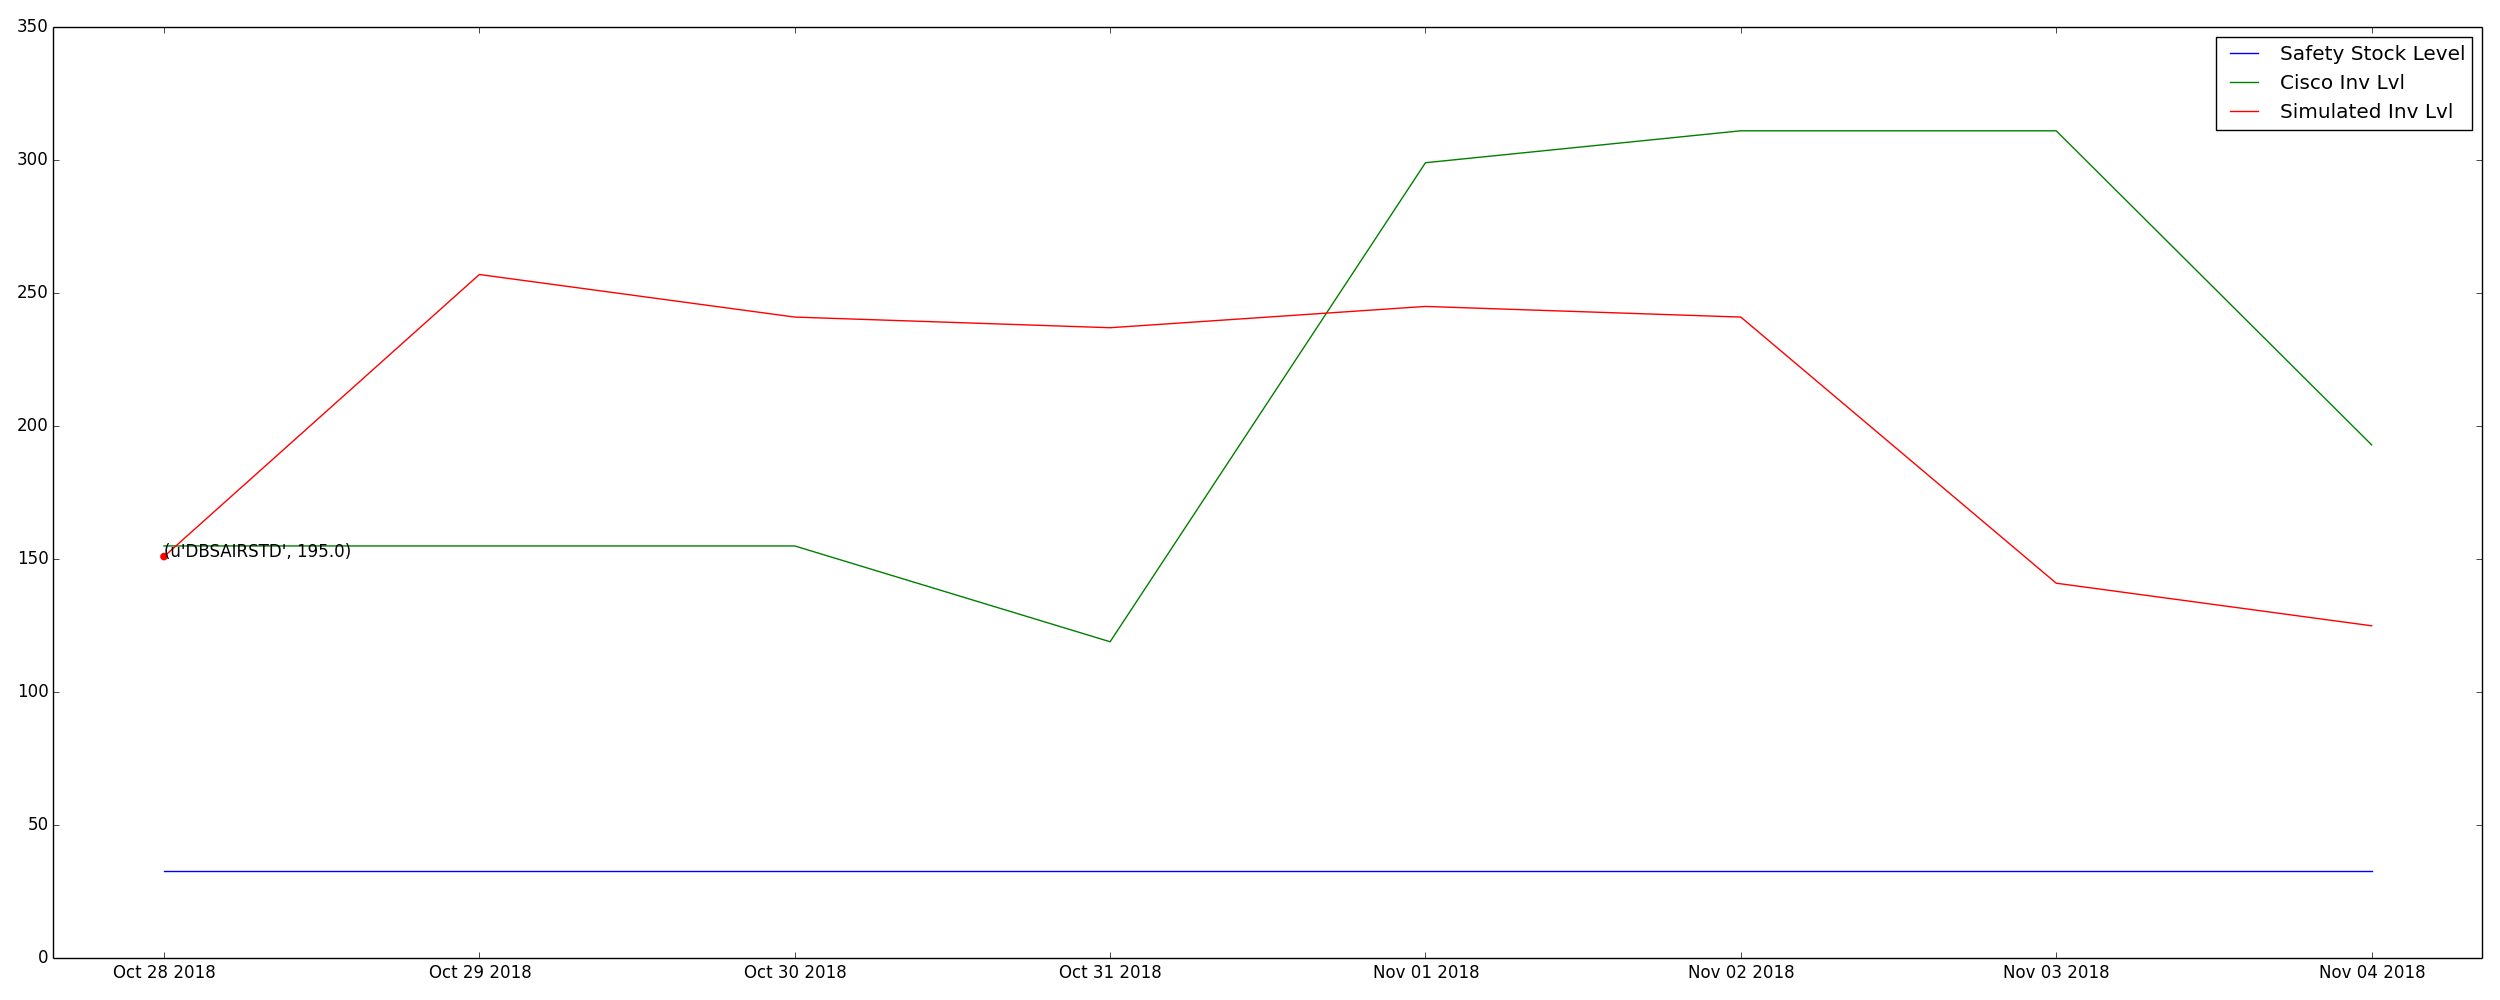 350
300
250
200
150
100
50
0
Safety Stock Level
Cisco Inv Lvl
Simulated Inv Lvl
(u'DBSAIRSTD', 195.0)
Oct 28 2018 Oct 29 2018 Oct 30 2018 Oct 31 2018 Nov 01 2018 Nov 02 2018 Nov 03 2018 Nov 04 2018